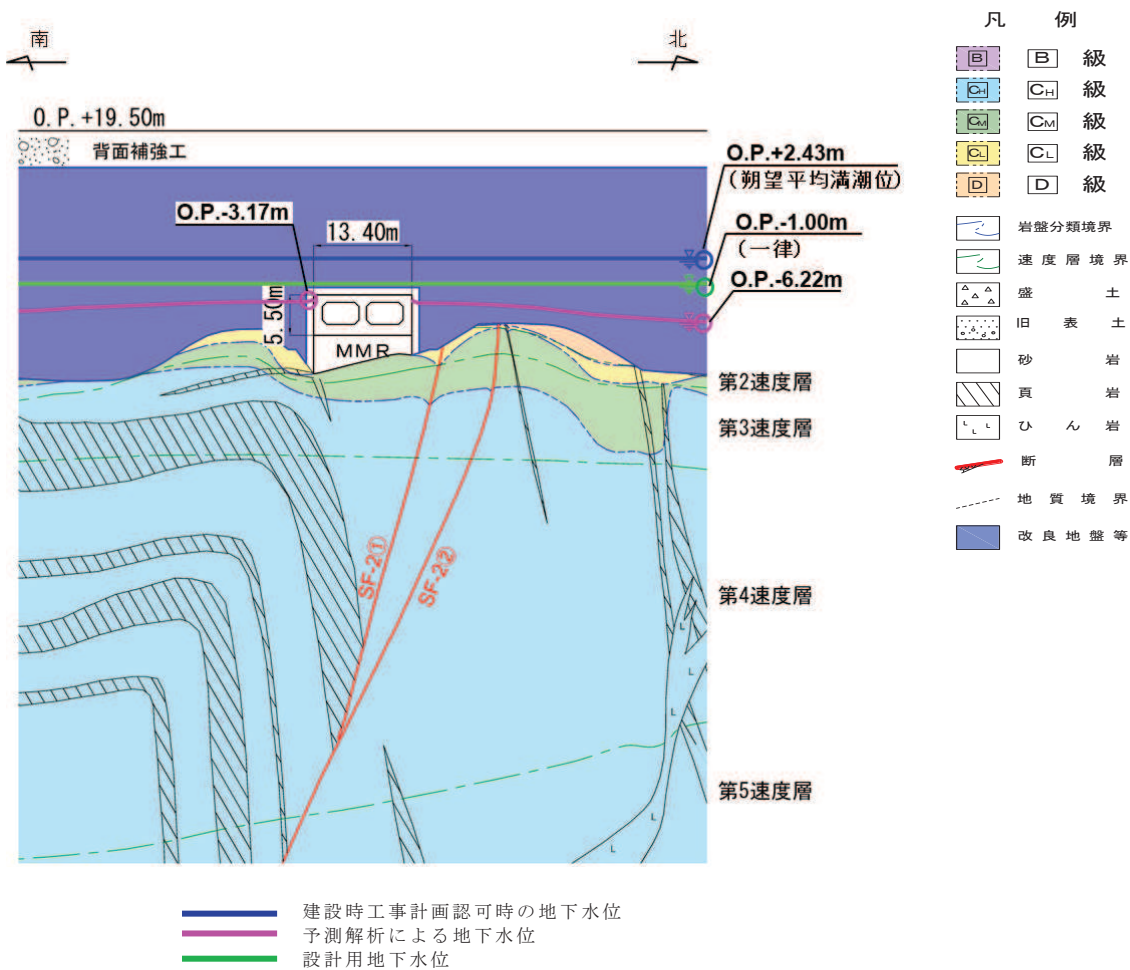 南
北
O.P.+19.50m
背面補強工
O.P.+2.43m
(朔望平均満潮位)
O.P.-3.17m
13.40m
O.P.-1.00m
(一律)
O.P.-6.22m
5.50m
MMR
第2速度層
第3速度層
SF-2①
SF-2②
第4速度層
L
L
L
L
第5速度層
L
L
建設時工事計画認可時の地下水位
予測解析による地下水位
設計用地下水位
凡 例
B B 級
CH CH 級
CM CM 級
CL CL 級
D D 級
岩盤分類境界
速度層境界
盛 土
旧 表 土
砂 岩
頁 岩
L L L ひ ん 岩
断 層
地 質 境 界
改 良 地 盤 等